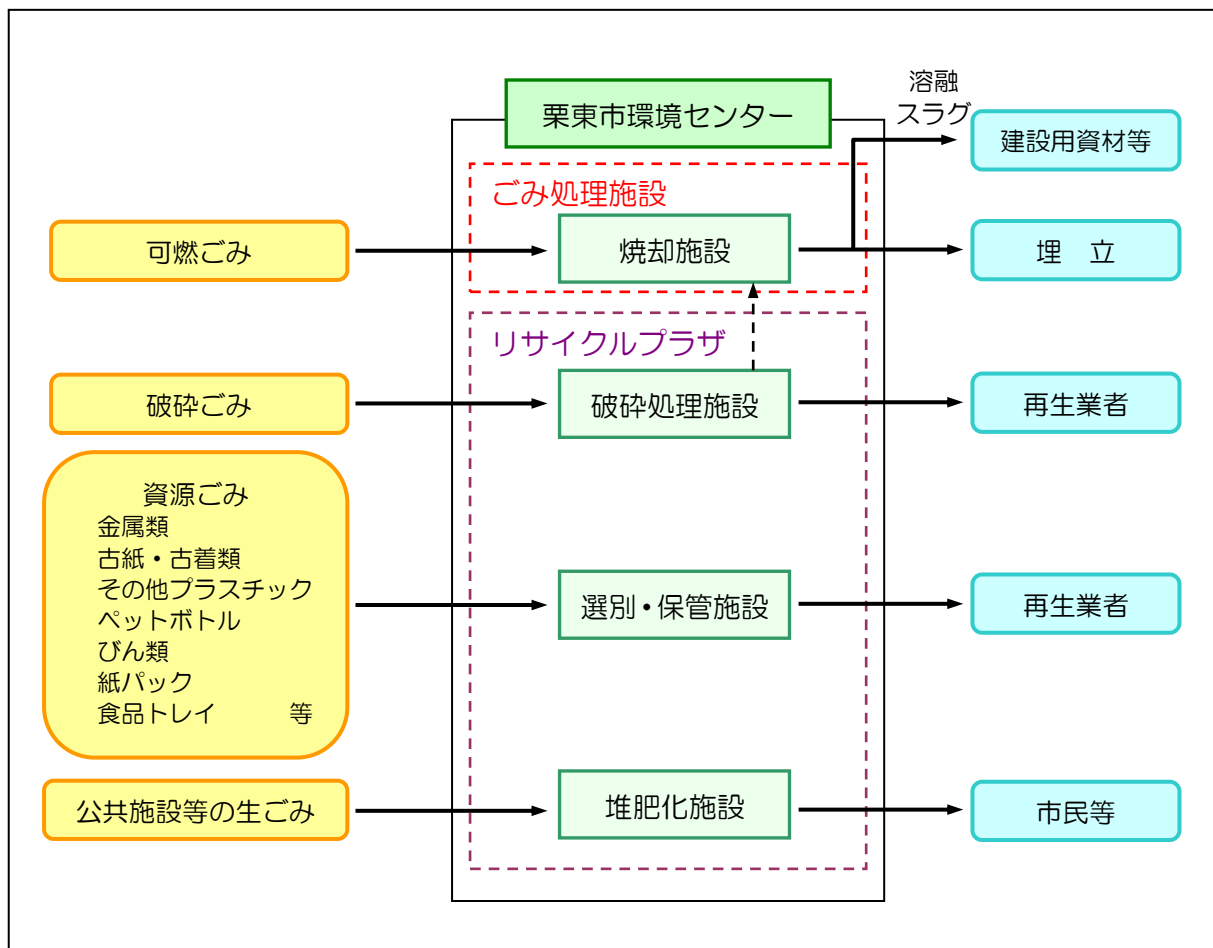 栗東市環境センター
溶融
スラグ
建設用資材等
ごみ処理施設
可燃ごみ
焼却施設
埋　立
リサイクルプラザ
破砕ごみ
破砕処理施設
再生業者
資源ごみ
金属類
古紙・古着類
その他プラスチック
ペットボトル
びん類
紙パック
食品トレイ　　　等
選別・保管施設
再生業者
公共施設等の生ごみ
堆肥化施設
市民等